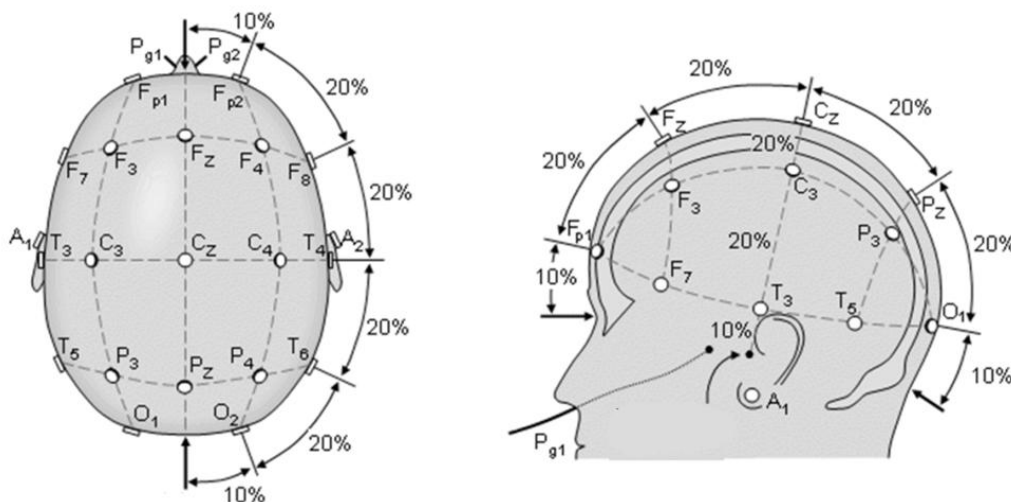 10%
Pg1 Pg2
Fp1 Fp2
20%
F7 F3 FZ F4 F8
20%
A1 T3 C3 CZ C4 T4 A2
20%
T5 P3 PZ P4 T6
O1 O2
20%
10%
20%
FZ CZ
20%
20%
20%
F3 C3 PZ
Fp1 P3
20%
20%
10%
F7 T3 T5 O1
10%
10%
A1
Pg1